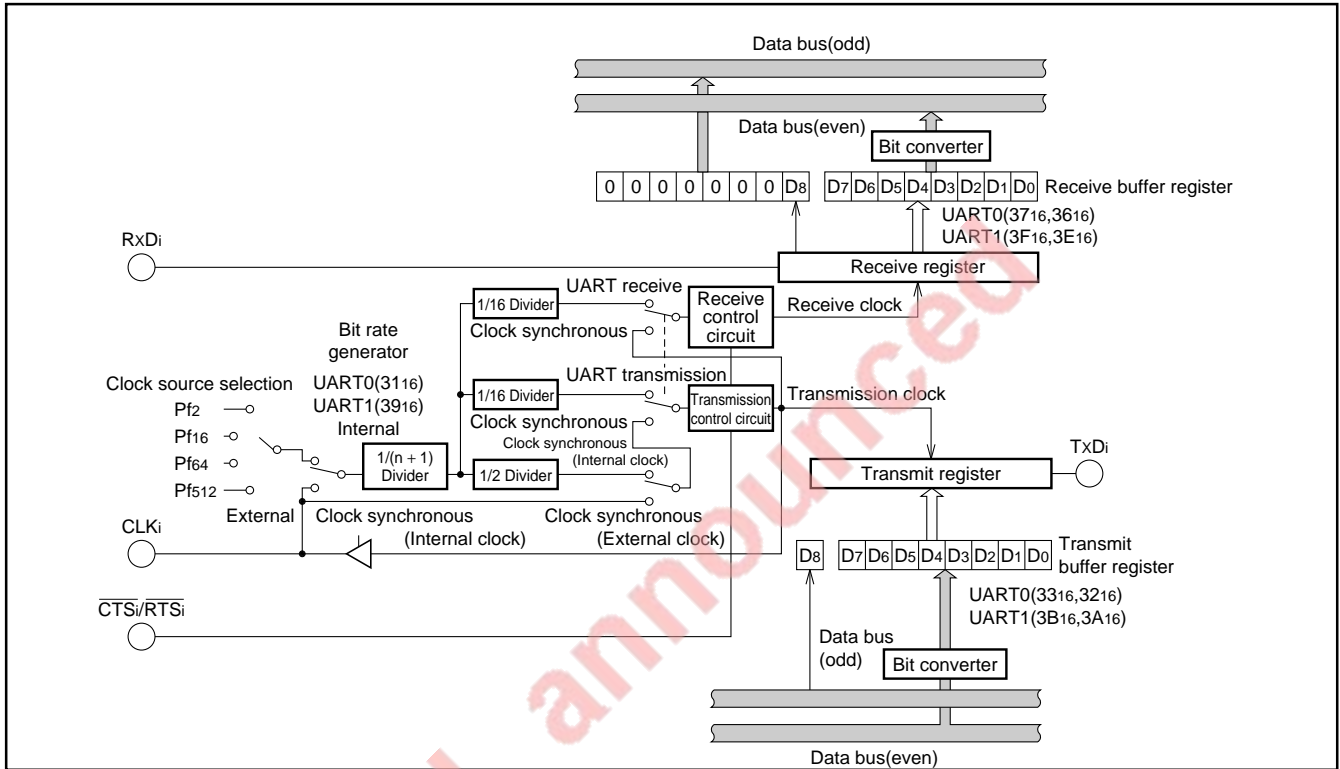 Data bus(odd)
Data bus(even)
Bit converter
0 0 0 0 0 0 0 D8
D7 D6 D5 D4 D3 D2 D1 D0
Receive buffer register
UART0(3716,3616)
UART1(3F16,3E16)
RXDi
Receive register
UART receive
1/16 Divider
Receive
control
circuit
Receive clock
Clock synchronous
Bit rate
generator
UART0(3116)
UART1(3916)
Internal
Clock source selection
Pf2
Pf16
Pf64
Pf512
UART transmission
1/16 Divider
Transmission
control circuit
Transmission clock
Clock synchronous
Clock synchronous
(Internal clock)
1/(n + 1)
Divider
1/2 Divider
Transmit register
TXDi
External
Clock synchronous
(Internal clock)
Clock synchronous
(External clock)
CLKi
D8
D7 D6 D5 D4 D3 D2 D1 D0
Transmit
buffer register
UART0(3316,3216)
UART1(3B16,3A16)
CTSi/RTSi
Data bus
(odd)
Bit converter
Data bus(even)
announced